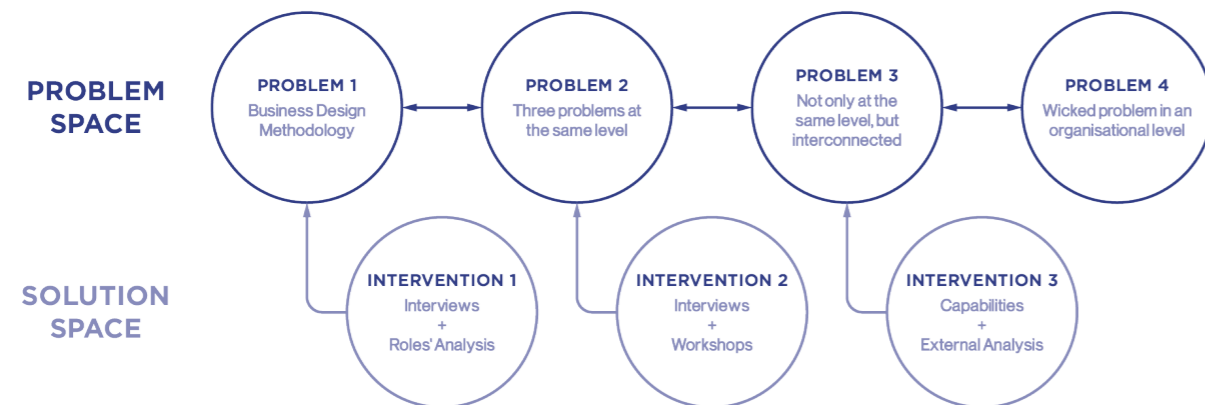 PROBLEM
SPACE
PROBLEM 1
Business Design
Methodology
PROBLEM 2
Three problems at
the same level
PROBLEM 3
Not only at the
same level, but
interconnected
PROBLEM 4
Wicked problem in an
organisational level
SOLUTION
SPACE
INTERVENTION 1
Interviews
+
Roles' Analysis
INTERVENTION 2
Interviews
+
Workshops
INTERVENTION 3
Capabilities
+
External Analysis